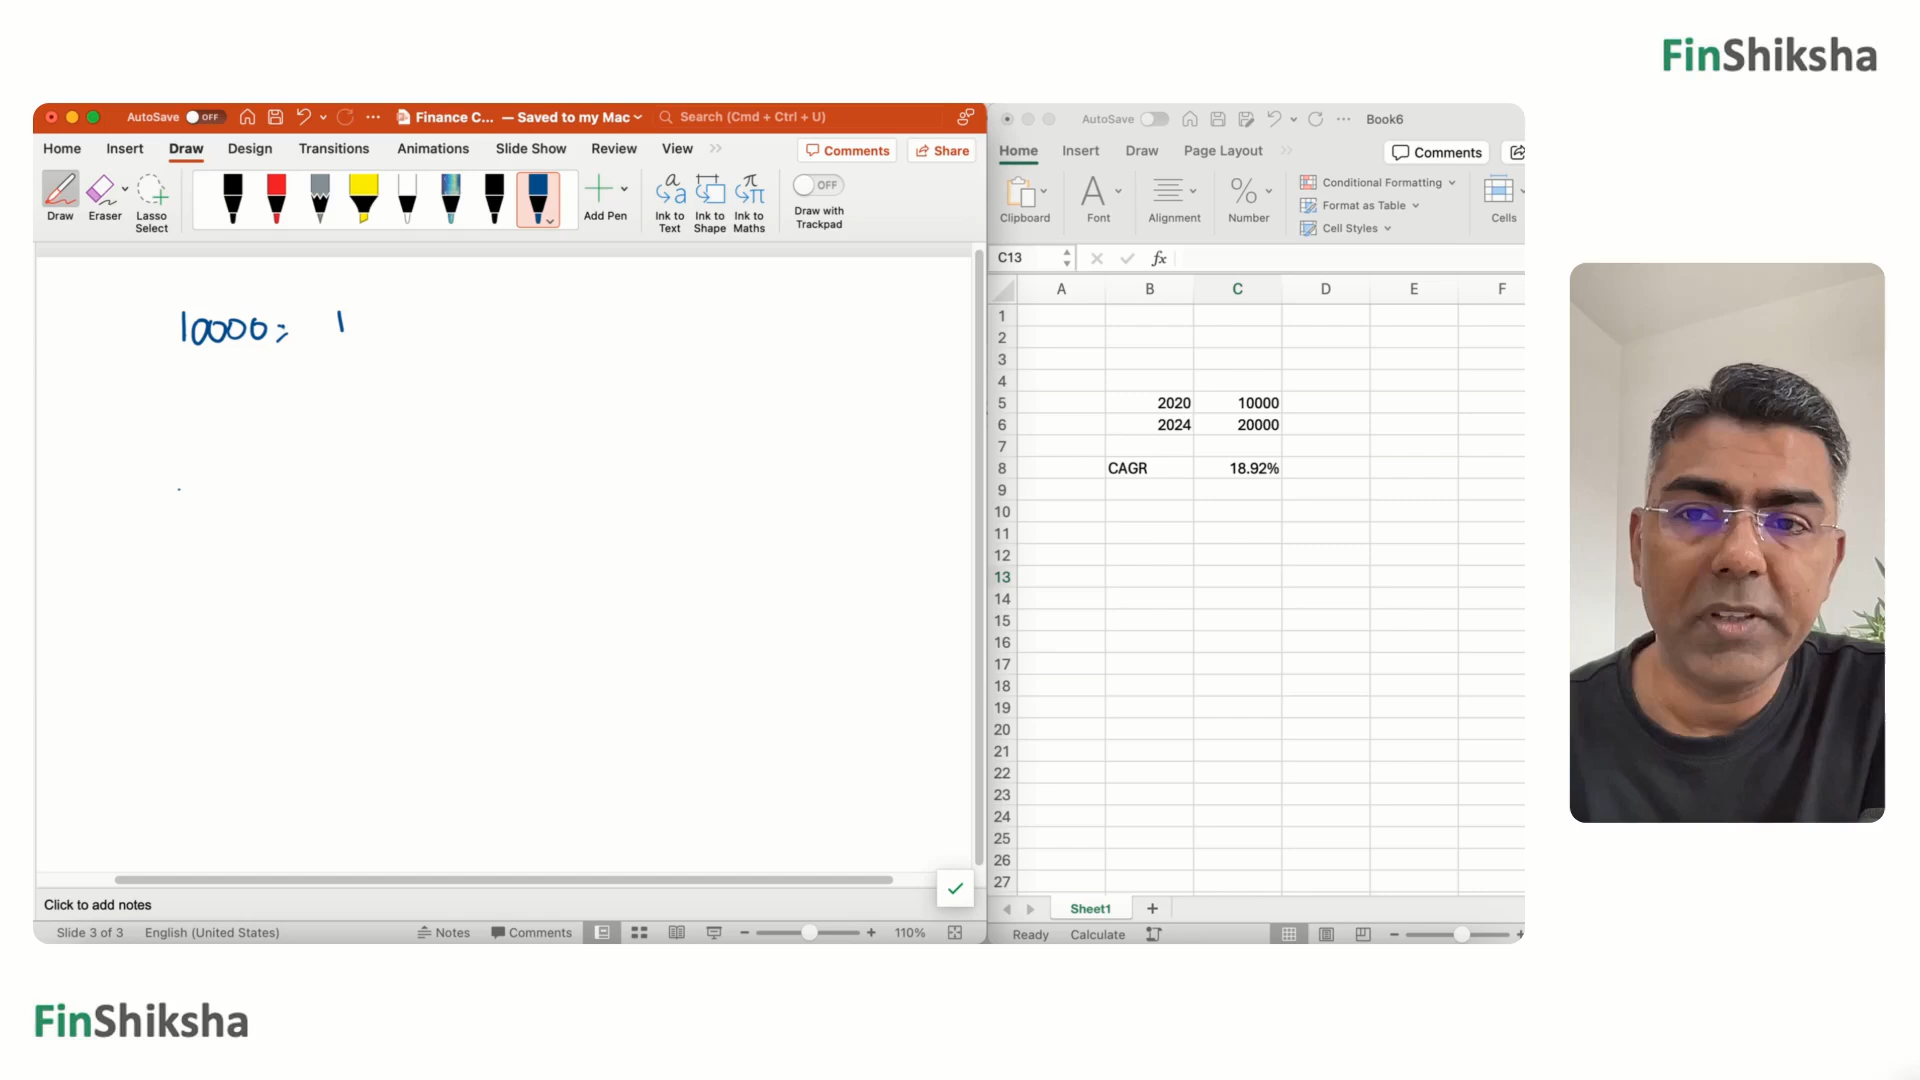 FinShiksha
AutoSave OFF ... Finance C... — Saved to my Mac Search (Cmd + Ctrl + U)
Home Insert Draw Design Transitions Animations Slide Show Review View >> Comments Share
Draw Eraser Lasso Select Add Pen Ink to Text Ink to Shape Ink to Maths OFF Draw with Trackpad
10000; 1
Click to add notes
Slide 3 of 3 English (United States) Notes Comments 110%
AutoSave ... Book6
Home Insert Draw Page Layout >> Comments
Clipboard Font Alignment Number Conditional Formatting Format as Table Cell Styles Cells
C13 fx
A B C D E F
1
2
3
4
5 2020 10000
6 2024 20000
7
8 CAGR 18.92%
9
10
11
12
13
14
15
16
17
18
19
20
21
22
23
24
25
26
27
Sheet1 +
Ready Calculate
FinShiksha